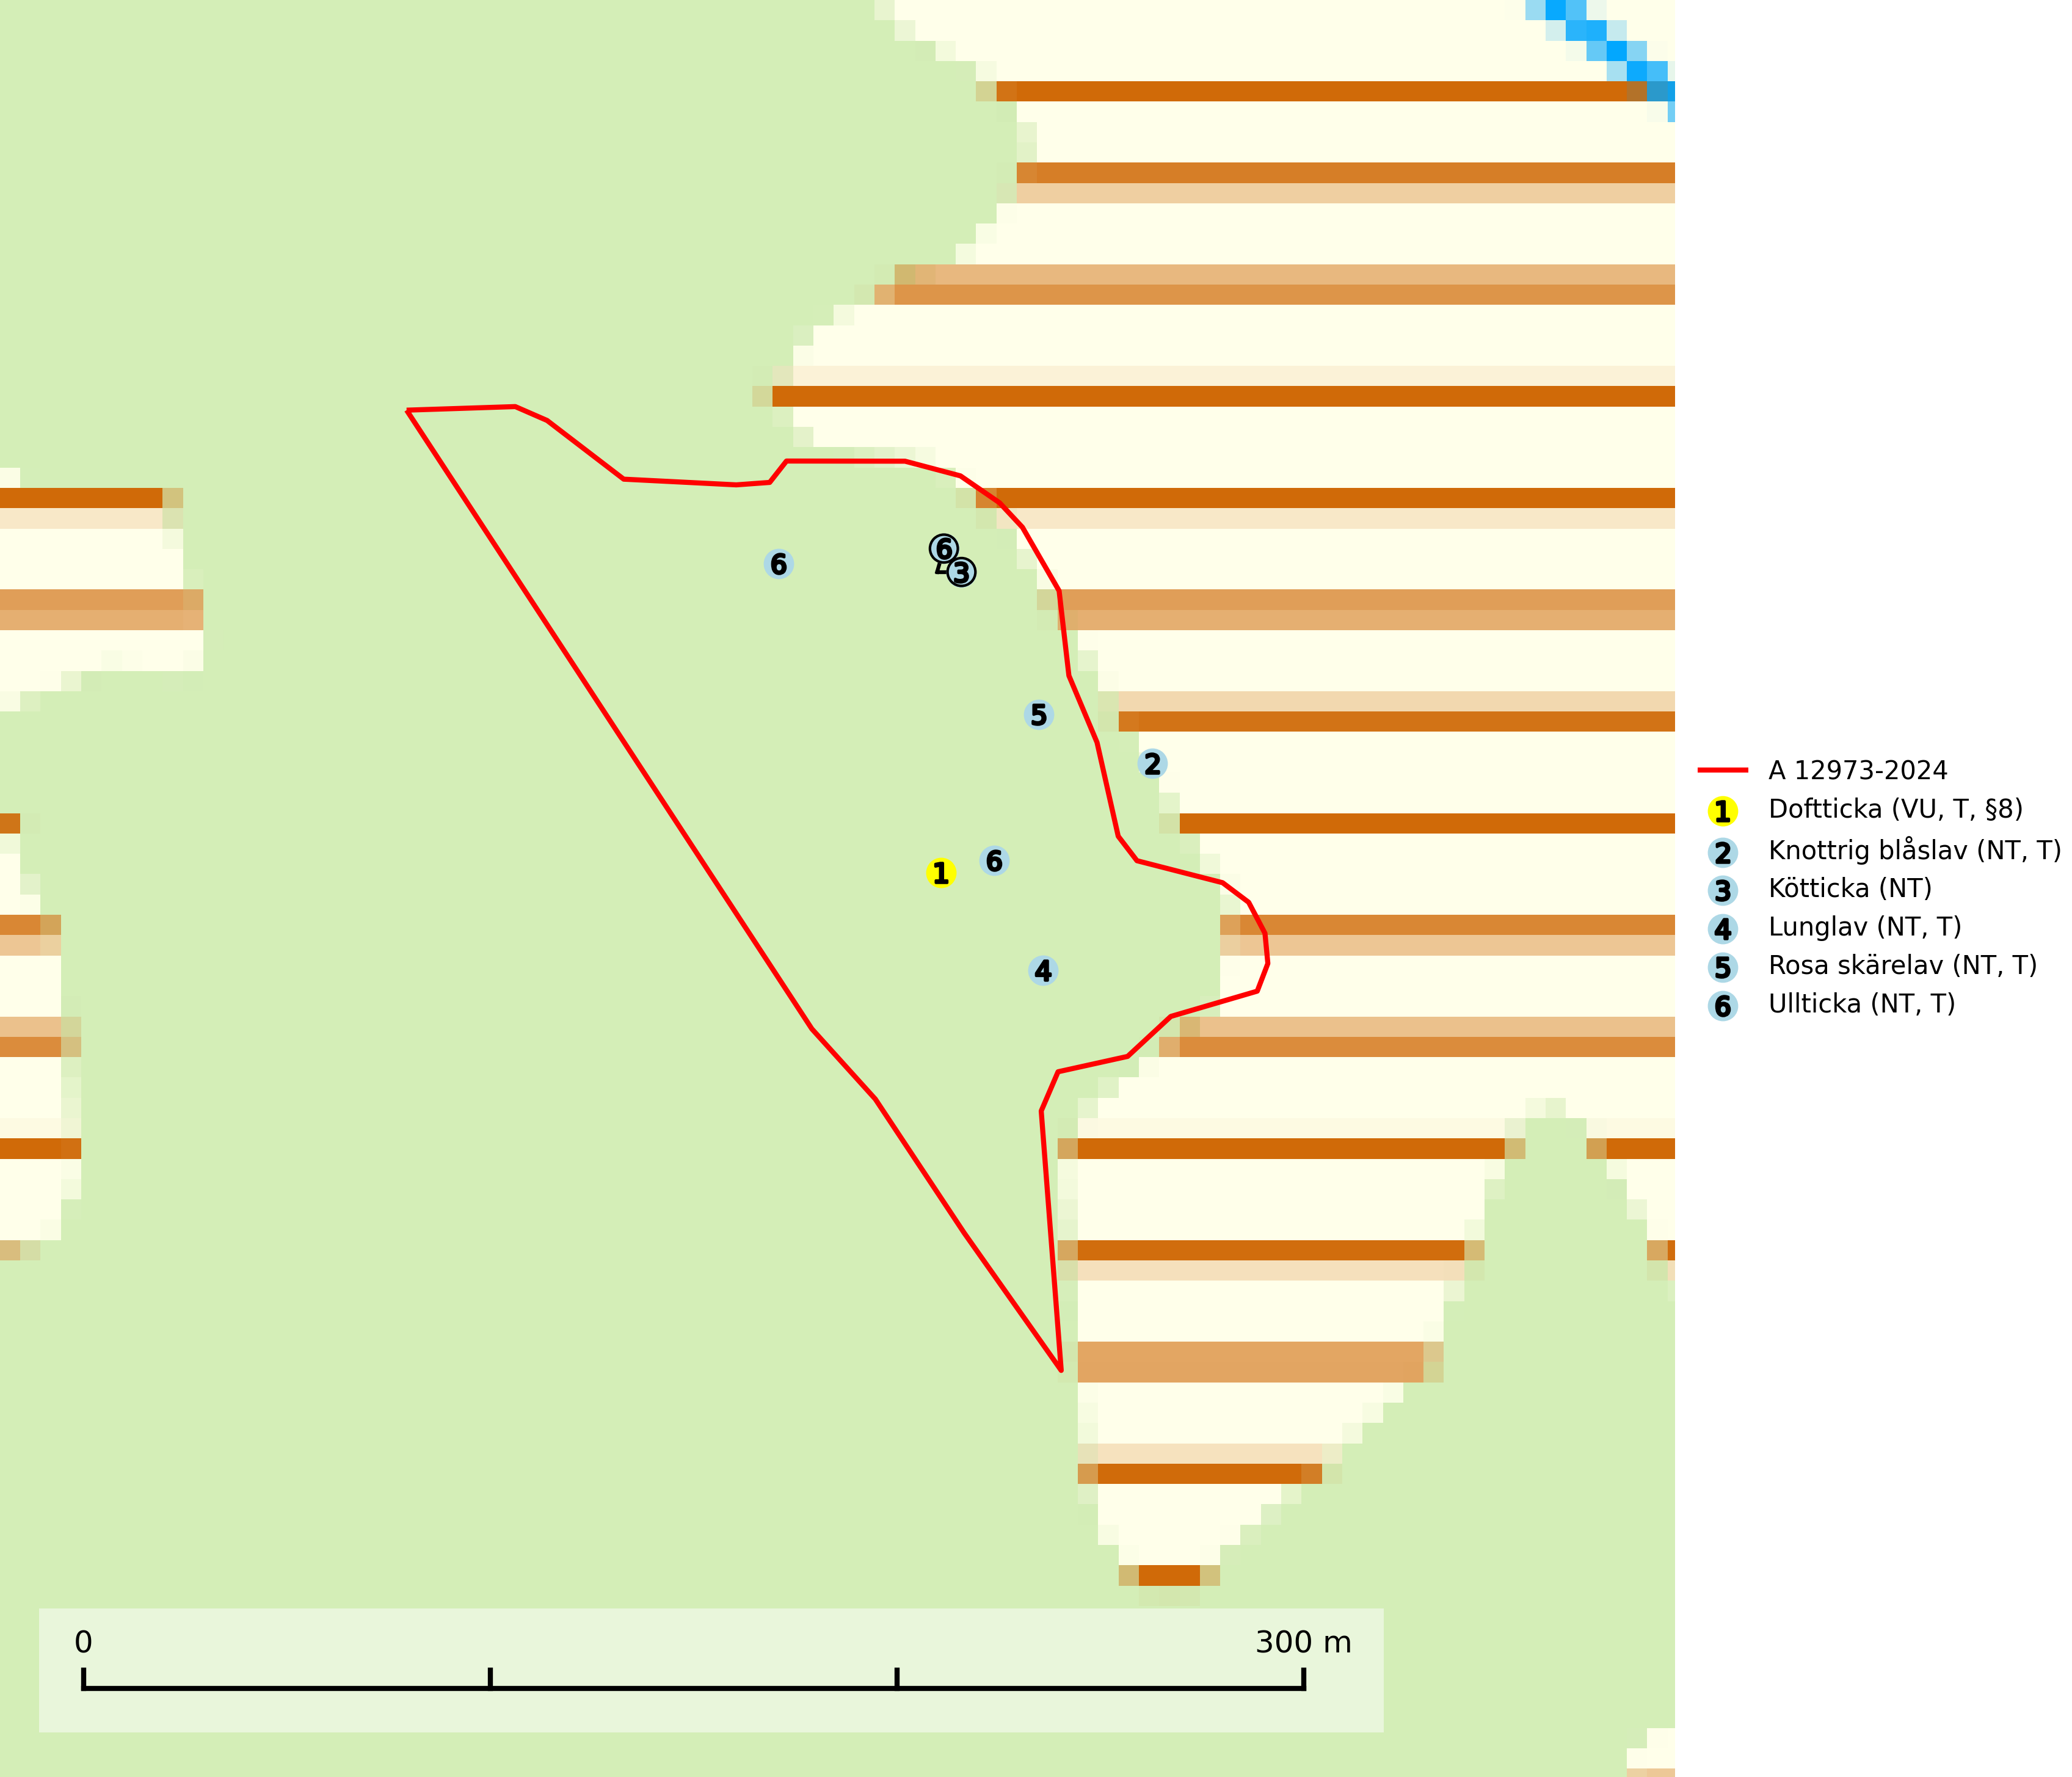 6
6
3
5
2
6
1
4
A 12973-2024
1 Doftticka (VU, T, §8)
2 Knottrig blåslav (NT, T)
3 Kötticka (NT)
4 Lunglav (NT, T)
5 Rosa skärelav (NT, T)
6 Ullticka (NT, T)
0 300 m